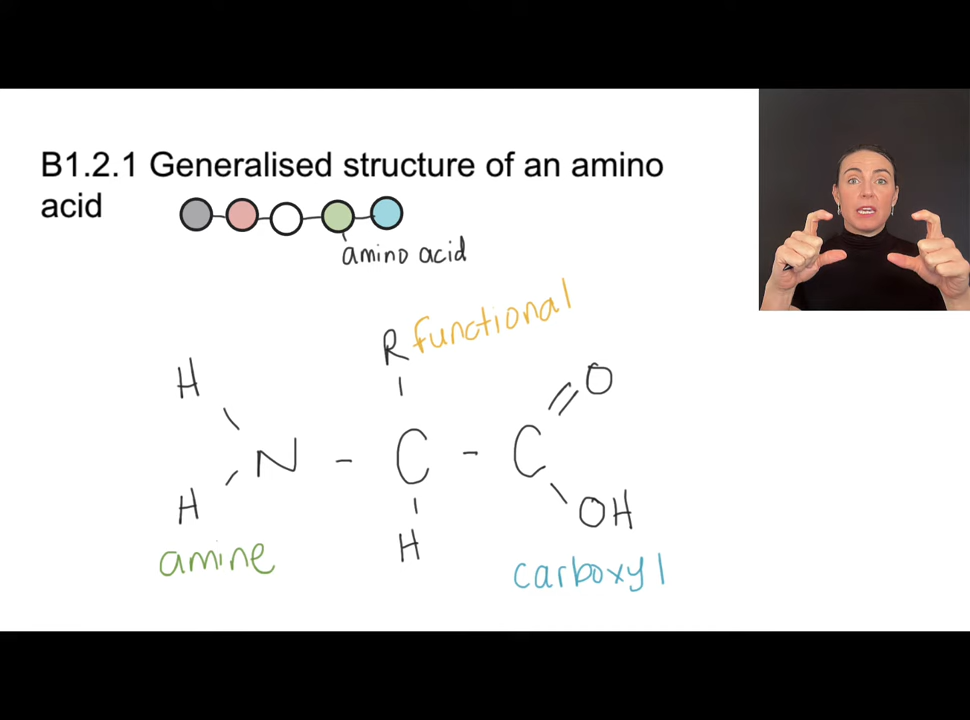 B1.2.1 Generalised structure of an amino
acid
amino acid
R functional
H
O
N - C - C
H
OH
H
amine
carboxyl